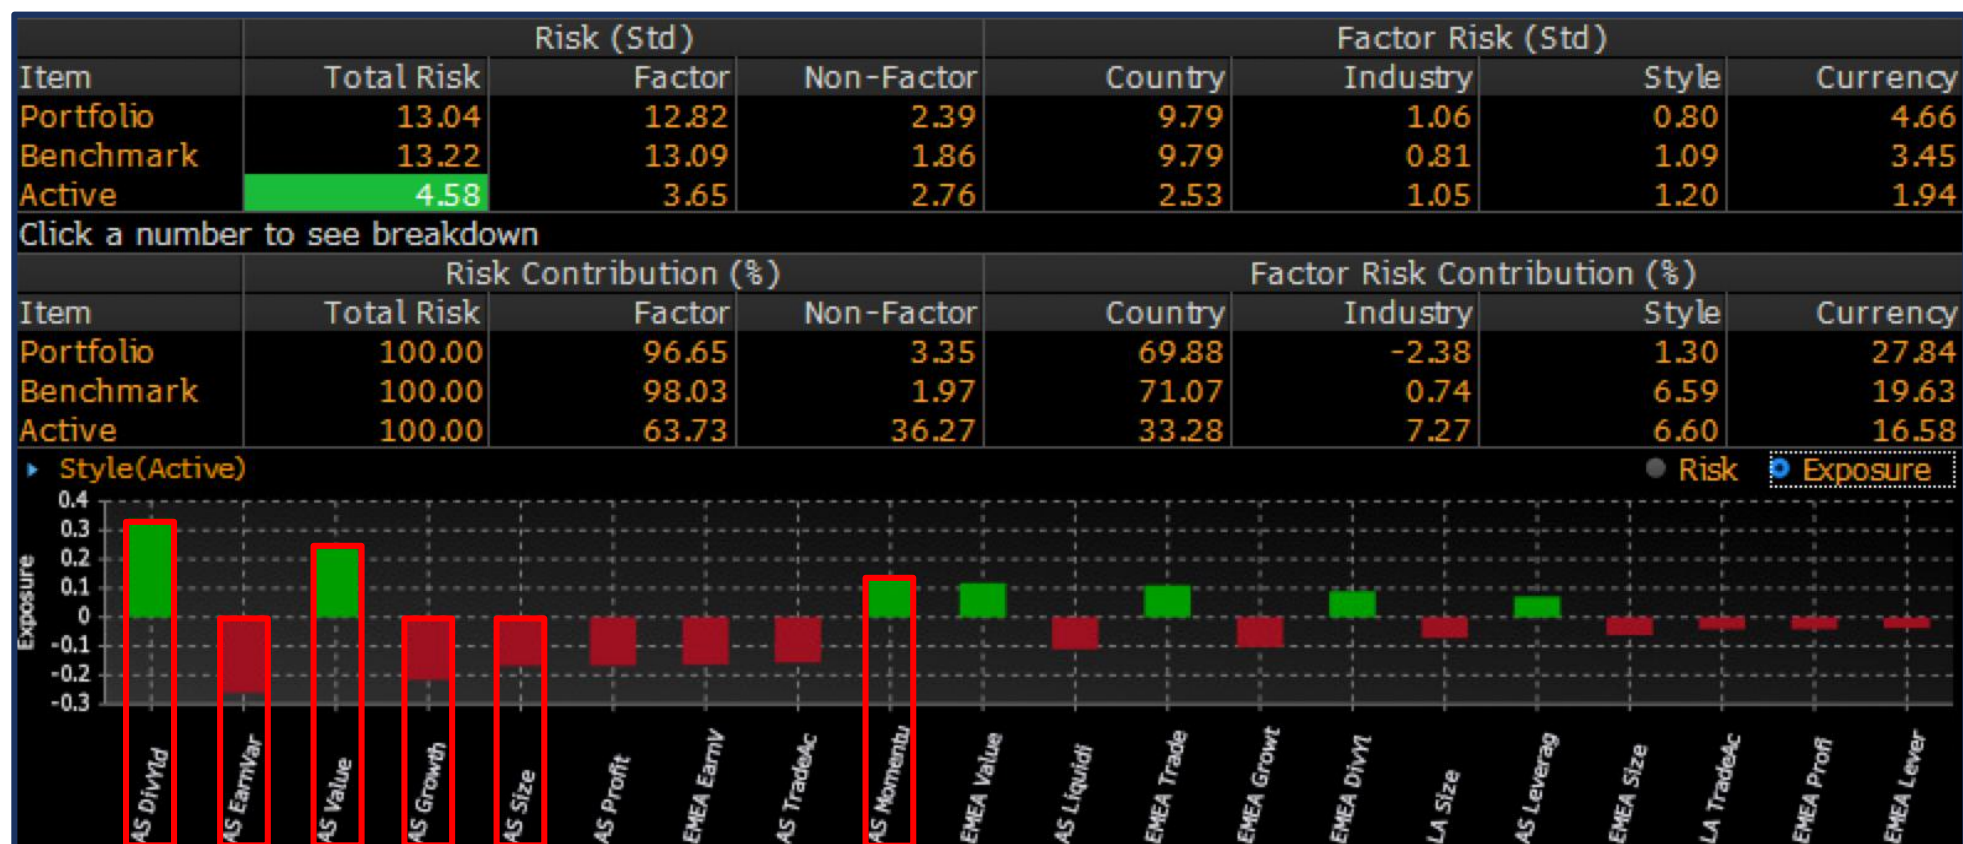 Risk (Std) Factor Risk (Std)
Item Total Risk Factor Non-Factor Country Industry Style Currency
Portfolio 13.04 12.82 2.39 9.79 1.06 0.80 4.66
Benchmark 13.22 13.09 1.86 9.79 0.81 1.09 3.45
Active 4.58 3.65 2.76 2.53 1.05 1.20 1.94
Click a number to see breakdown
Risk Contribution (%) Factor Risk Contribution (%)
Item Total Risk Factor Non-Factor Country Industry Style Currency
Portfolio 100.00 96.65 3.35 69.88 -2.38 1.30 27.84
Benchmark 100.00 98.03 1.97 71.07 0.74 6.59 19.63
Active 100.00 63.73 36.27 33.28 7.27 6.60 16.58
Style(Active) Risk Exposure
0.4
0.3
0.2
0.1
0
-0.1
-0.2
-0.3
Exposure
AS DivYld
AS EarnVar
AS Value
AS Growth
AS Size
AS Profit
EMEA EarnV
AS TradeAc
AS Momentu
EMEA Value
AS Liquidi
EMEA Trade
EMEA Growt
EMEA DivYl
LA Size
AS Leverag
EMEA Size
LA TradeAc
EMEA Profi
EMEA Lever